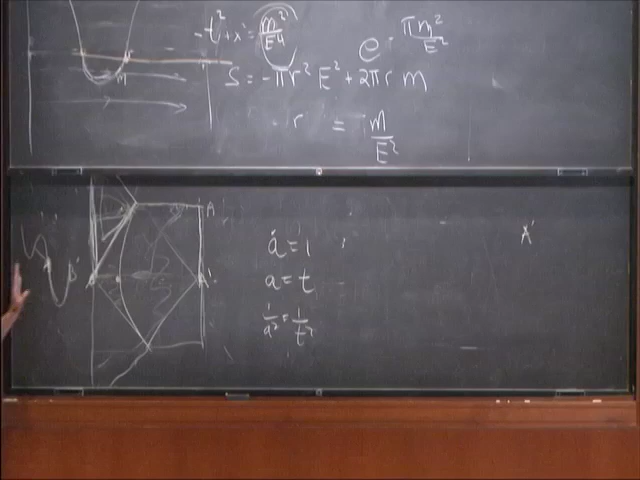 -t² + x² = m²/E⁴
e^{-πm²/E²}
S = -πr²E² + 2πr m
r = m/E²
m
A
A'
ȧ = 1 ;
a = t
1/a² = 1/t²
A'